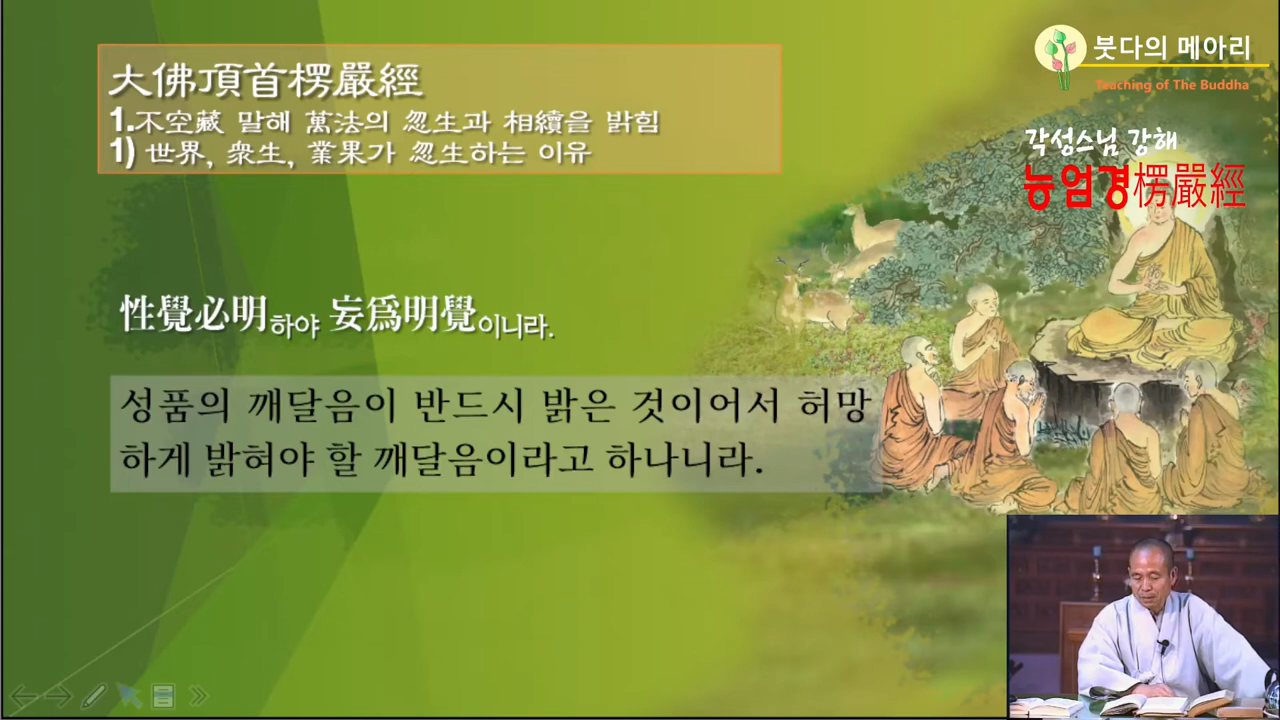 大佛頂首楞嚴經
1.不空藏 말해 萬法의 忽生과 相續을 밝힘
1) 世界, 衆生, 業果가 忽生하는 이유
붓다의 메아리
Teaching of The Buddha
각성스님 강해
능엄경楞嚴經
性覺必明하야 妄爲明覺이니라.
성품의 깨달음이 반드시 밝은 것이어서 허망
하게 밝혀야 할 깨달음이라고 하나니라.